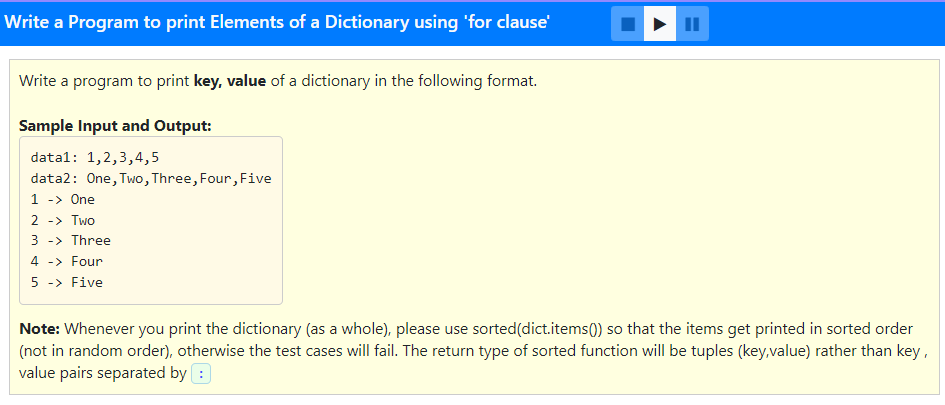 Write a Program to print Elements of a Dictionary using 'for clause'
Write a program to print key, value of a dictionary in the following format.
Sample Input and Output:
data1: 1,2,3,4,5
data2: One,Two,Three,Four,Five
1 -> One
2 -> Two
3 -> Three
4 -> Four
5 -> Five
Note: Whenever you print the dictionary (as a whole), please use sorted(dict.items()) so that the items get printed in sorted order
(not in random order), otherwise the test cases will fail. The return type of sorted function will be tuples (key,value) rather than key ,
value pairs separated by :